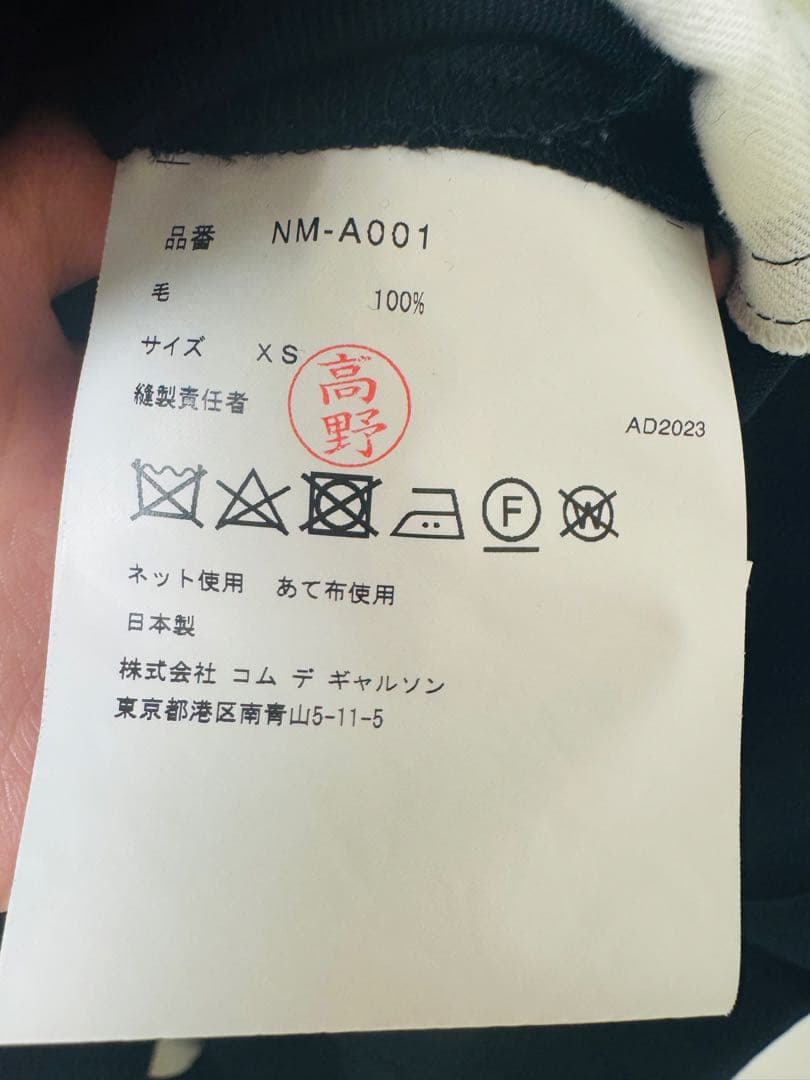 品番 NM-A001
毛 100%
サイズ XS
縫製責任者 高野
AD2023
F W
ネット使用 あて布使用
日本製
株式会社 コム デ ギャルソン
東京都港区南青山5-11-5